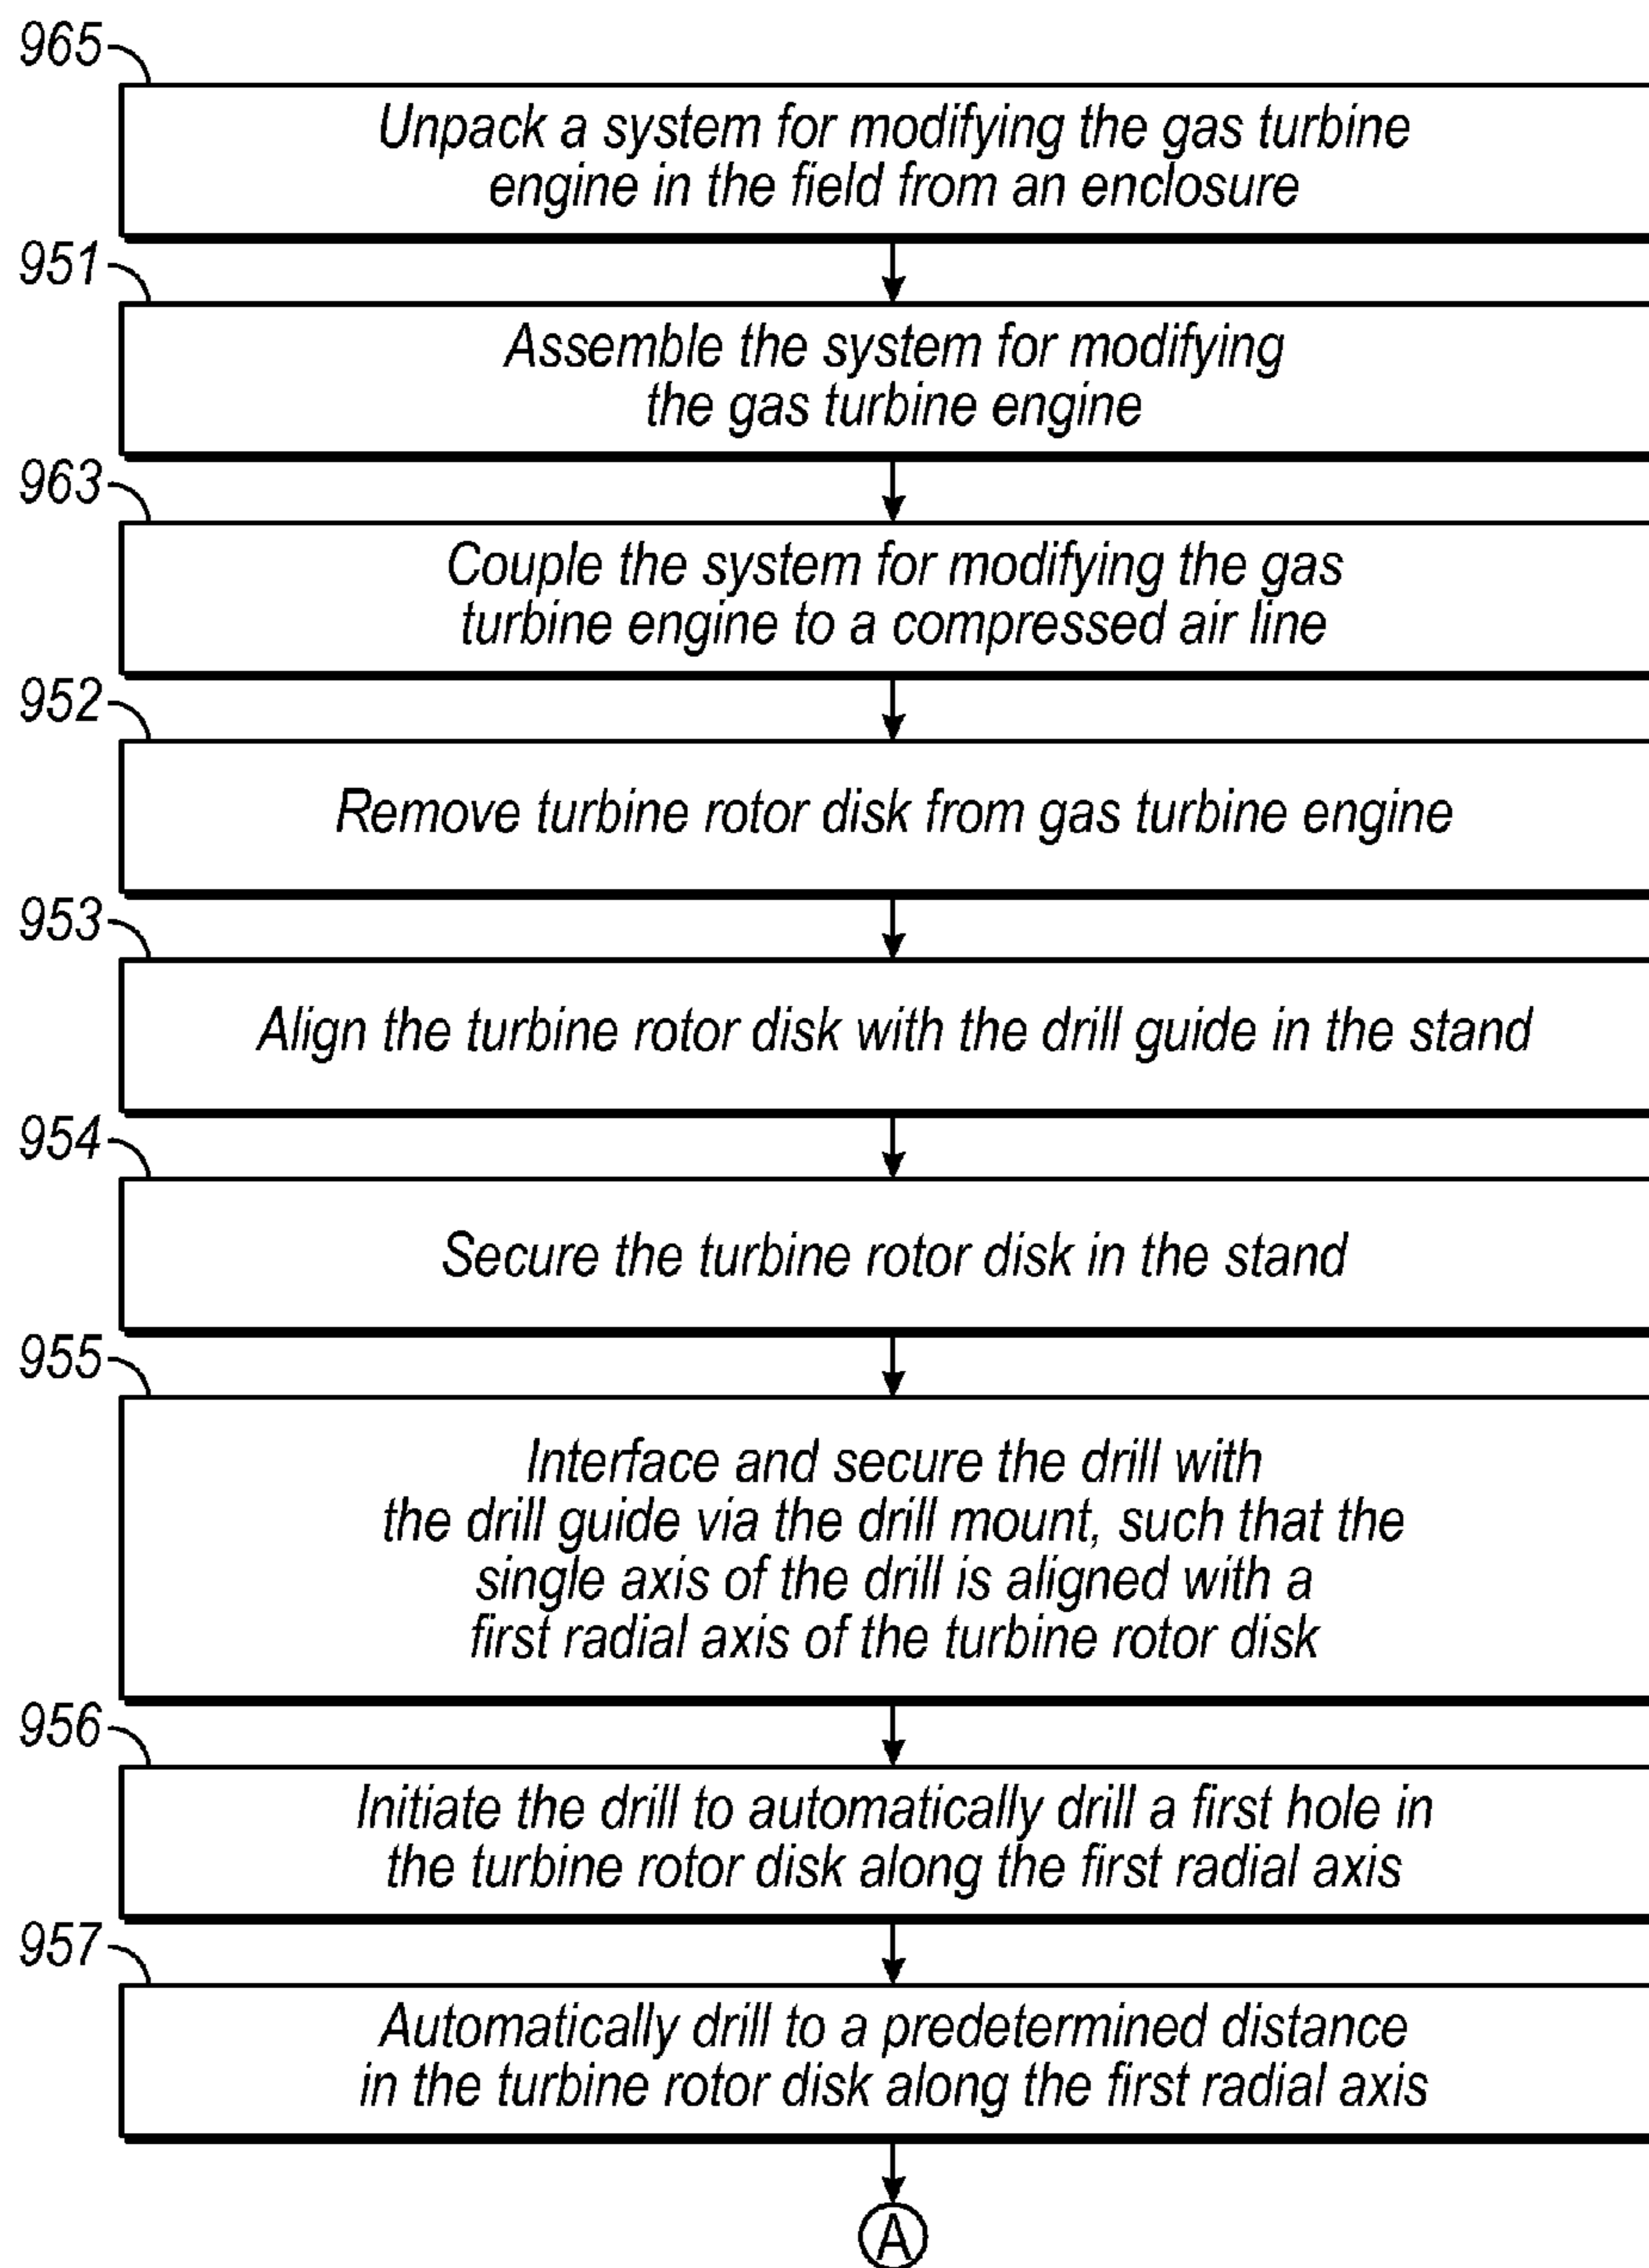 965
Unpack a system for modifying the gas turbine
engine in the field from an enclosure
951
Assemble the system for modifying
the gas turbine engine
963
Couple the system for modifying the gas
turbine engine to a compressed air line
952
Remove turbine rotor disk from gas turbine engine
953
Align the turbine rotor disk with the drill guide in the stand
954
Secure the turbine rotor disk in the stand
955
Interface and secure the drill with
the drill guide via the drill mount, such that the
single axis of the drill is aligned with a
first radial axis of the turbine rotor disk
956
Initiate the drill to automatically drill a first hole in
the turbine rotor disk along the first radial axis
957
Automatically drill to a predetermined distance
in the turbine rotor disk along the first radial axis
A